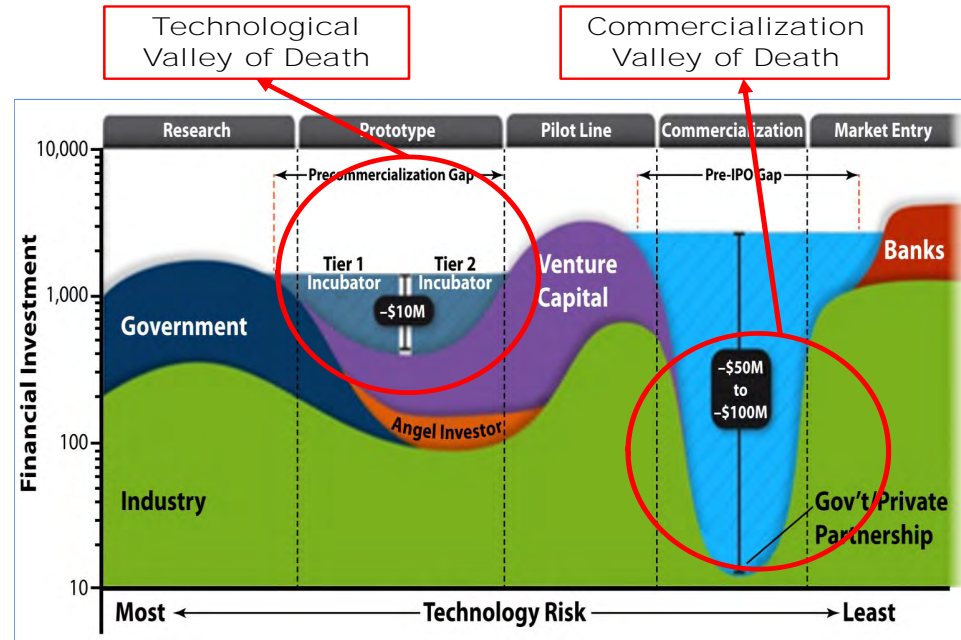 Technological
Valley of Death
Commercialization
Valley of Death
Research
Prototype
Pilot Line
Commercialization
Market Entry
10,000
Precommercialization Gap
Pre-IPO Gap
Tier 1
Incubator
Tier 2
Incubator
–$10M
Venture
Capital
Banks
1,000
Government
–$50M
to
–$100M
Financial Investment
100
Angel Investor
Industry
Gov't/Private
Partnership
10
Most
Technology Risk
Least